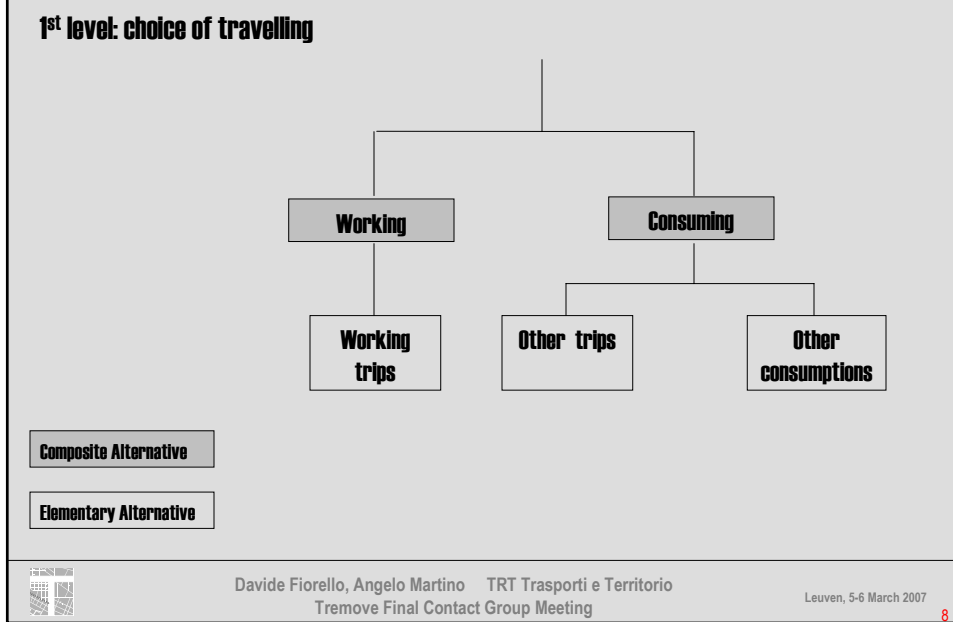 1st level: choice of travelling
Working
Consuming
Working
trips
Other trips
Other
consumptions
Composite Alternative
Elementary Alternative
Davide Fiorello, Angelo Martino TRT Trasporti e Territorio
Tremove Final Contact Group Meeting
Leuven, 5-6 March 2007
8